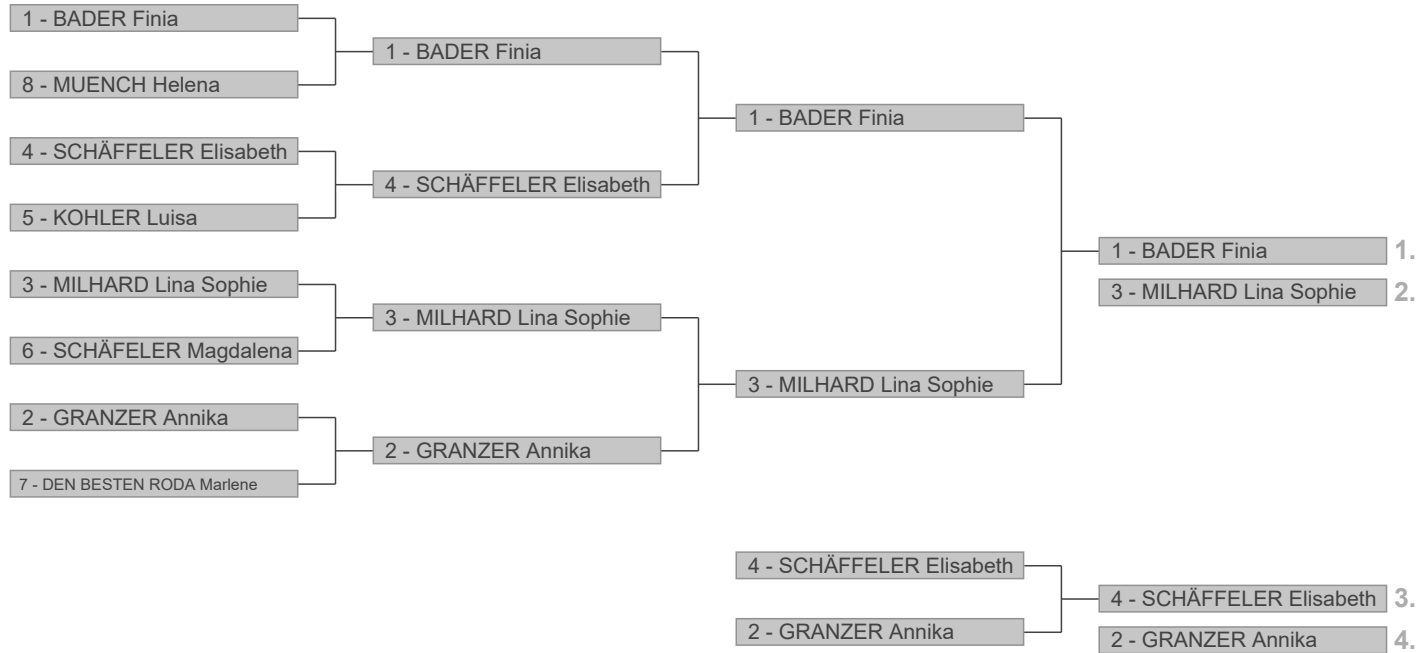 1 - BADER Finia
8 - MUENCH Helena
4 - SCHÄFFELER Elisabeth
5 - KOHLER Luisa
3 - MILHARD Lina Sophie
6 - SCHÄFELER Magdalena
2 - GRANZER Annika
7 - DEN BESTEN RODA Marlene
1 - BADER Finia
4 - SCHÄFFELER Elisabeth
3 - MILHARD Lina Sophie
2 - GRANZER Annika
1 - BADER Finia
3 - MILHARD Lina Sophie
1 - BADER Finia 1.
3 - MILHARD Lina Sophie 2.
4 - SCHÄFFELER Elisabeth
2 - GRANZER Annika
4 - SCHÄFFELER Elisabeth 3.
2 - GRANZER Annika 4.